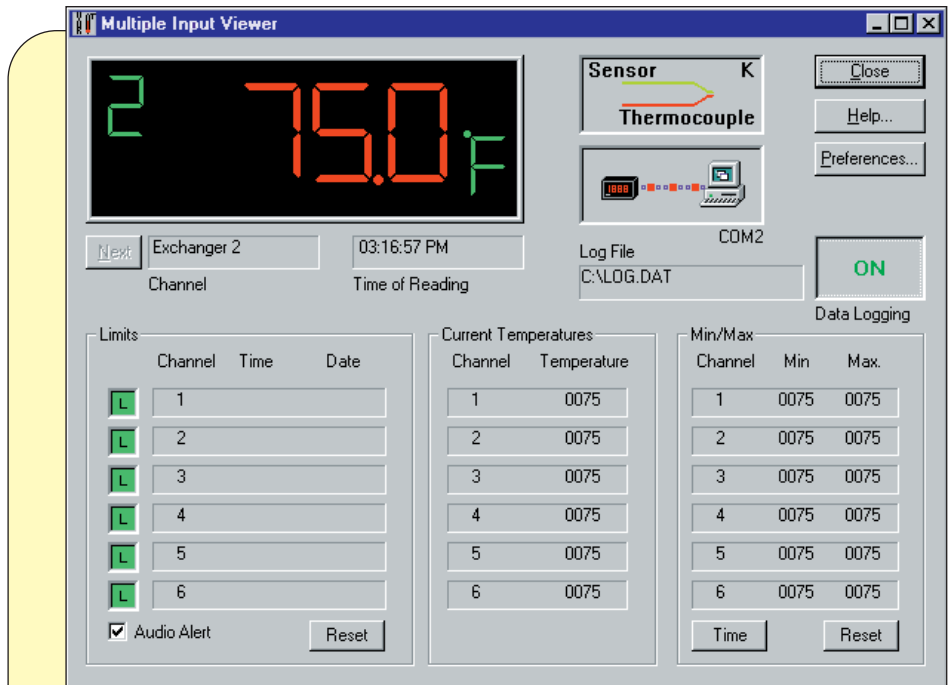 Multiple Input Viewer
2 75.0°F
Sensor K
Thermocouple
Close
Help...
Preferences...
1888
COM2
Next
Exchanger 2
03:16:57 PM
Channel
Time of Reading
Log File
C:\LOG.DAT
ON
Data Logging
Limits
Channel Time Date
L 1
L 2
L 3
L 4
L 5
L 6
Audio Alert
Reset
Current Temperatures
Channel Temperature
1 0075
2 0075
3 0075
4 0075
5 0075
6 0075
Min/Max
Channel Min Max.
1 0075 0075
2 0075 0075
3 0075 0075
4 0075 0075
5 0075 0075
6 0075 0075
Time
Reset